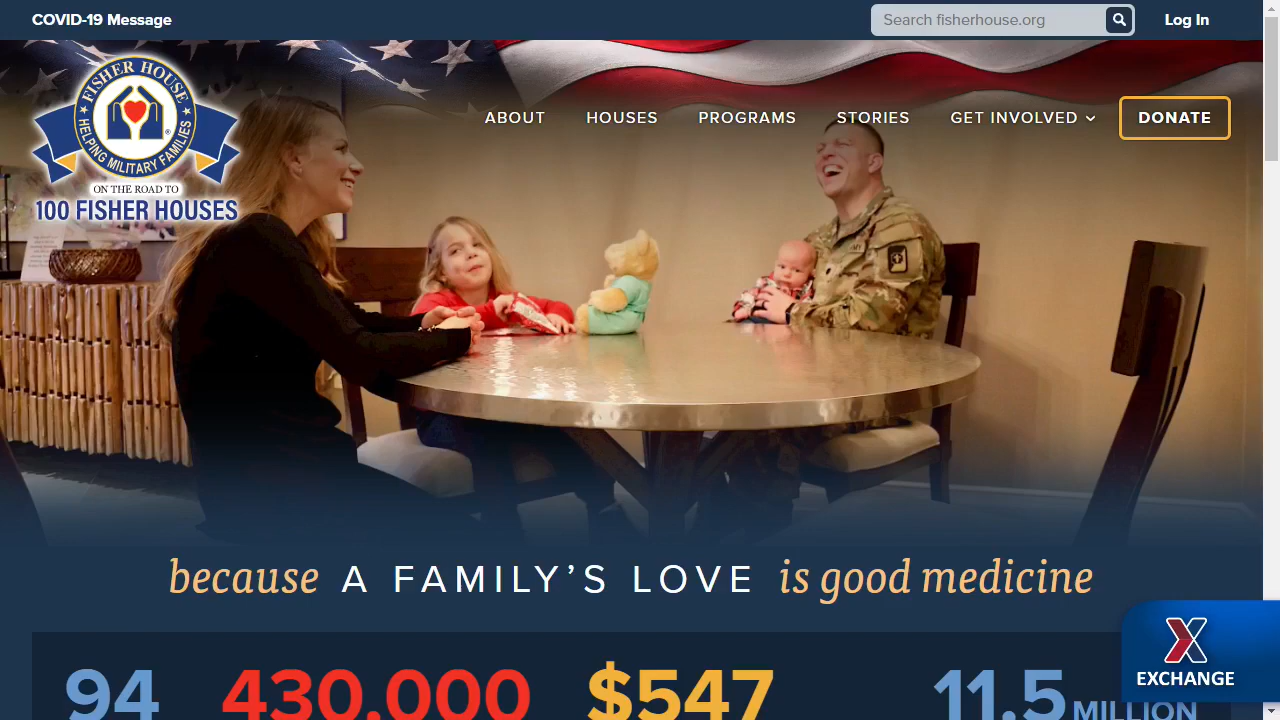 COVID-19 Message
Search fisherhouse.org
Log In
FISHER HOUSE
HELPING MILITARY FAMILIES
®
ON THE ROAD TO
100 FISHER HOUSES
ABOUT
HOUSES
PROGRAMS
STORIES
GET INVOLVED
DONATE
because A FAMILY’S LOVE is good medicine
94
430,000
$547
11.5 MILLION
EXCHANGE